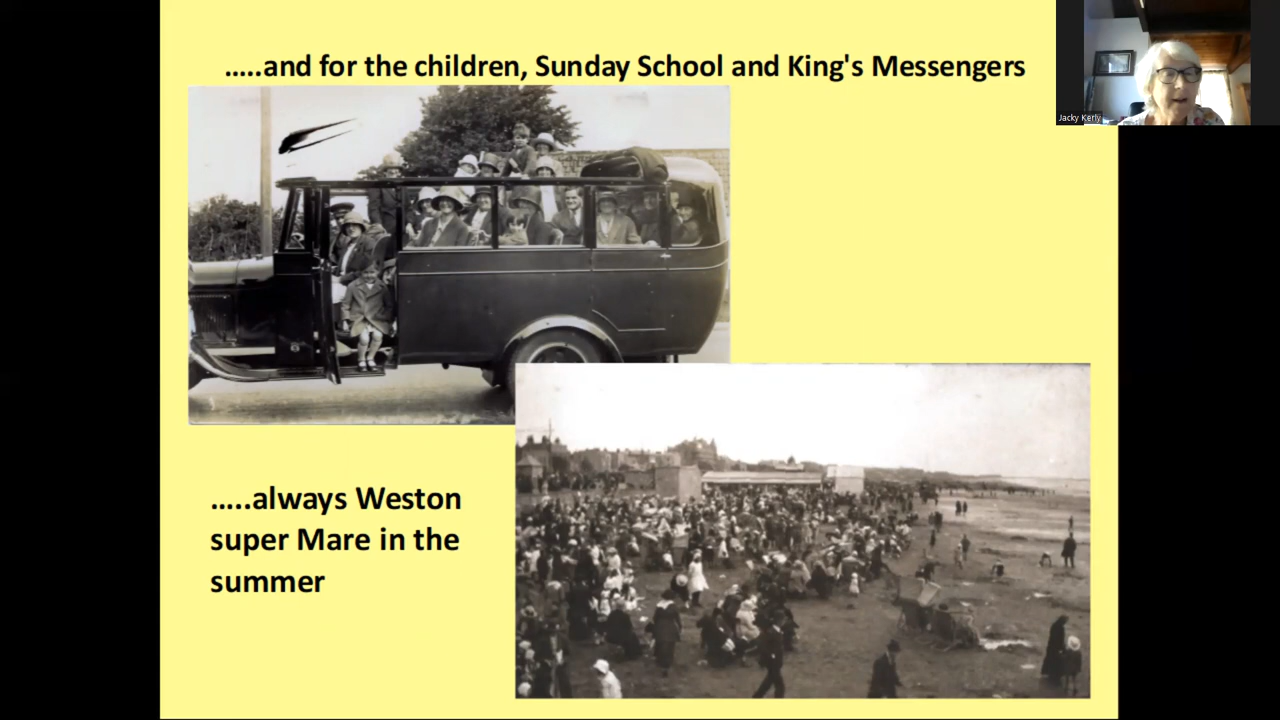 …..and for the children, Sunday School and King's Messengers
Jacky Kerly
…..always Weston
super Mare in the
summer